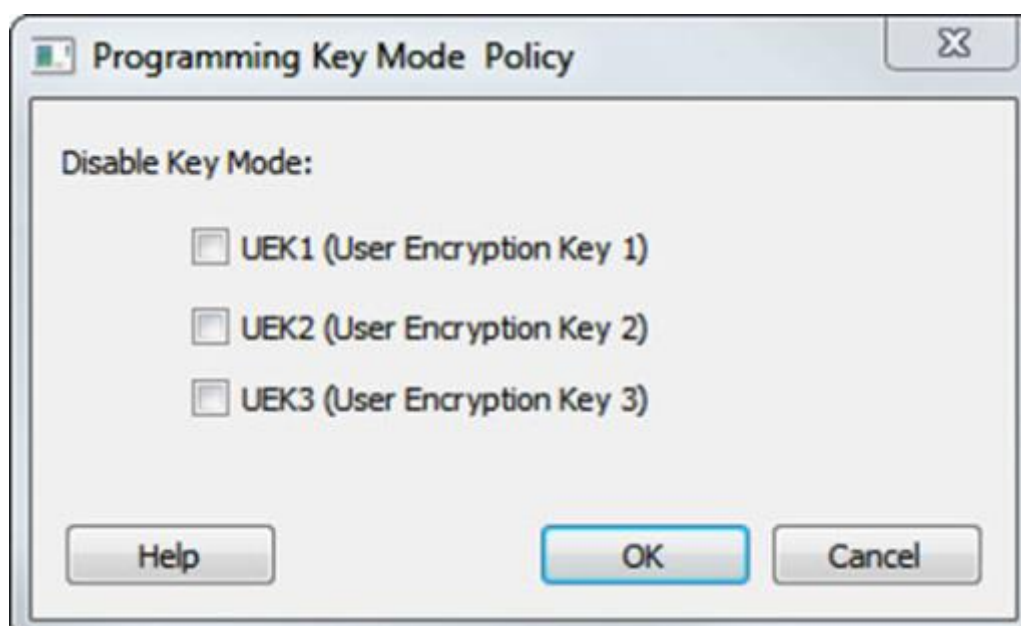 Programming Key Mode Policy
Disable Key Mode:
UEK1 (User Encryption Key 1)
UEK2 (User Encryption Key 2)
UEK3 (User Encryption Key 3)
Help OK Cancel